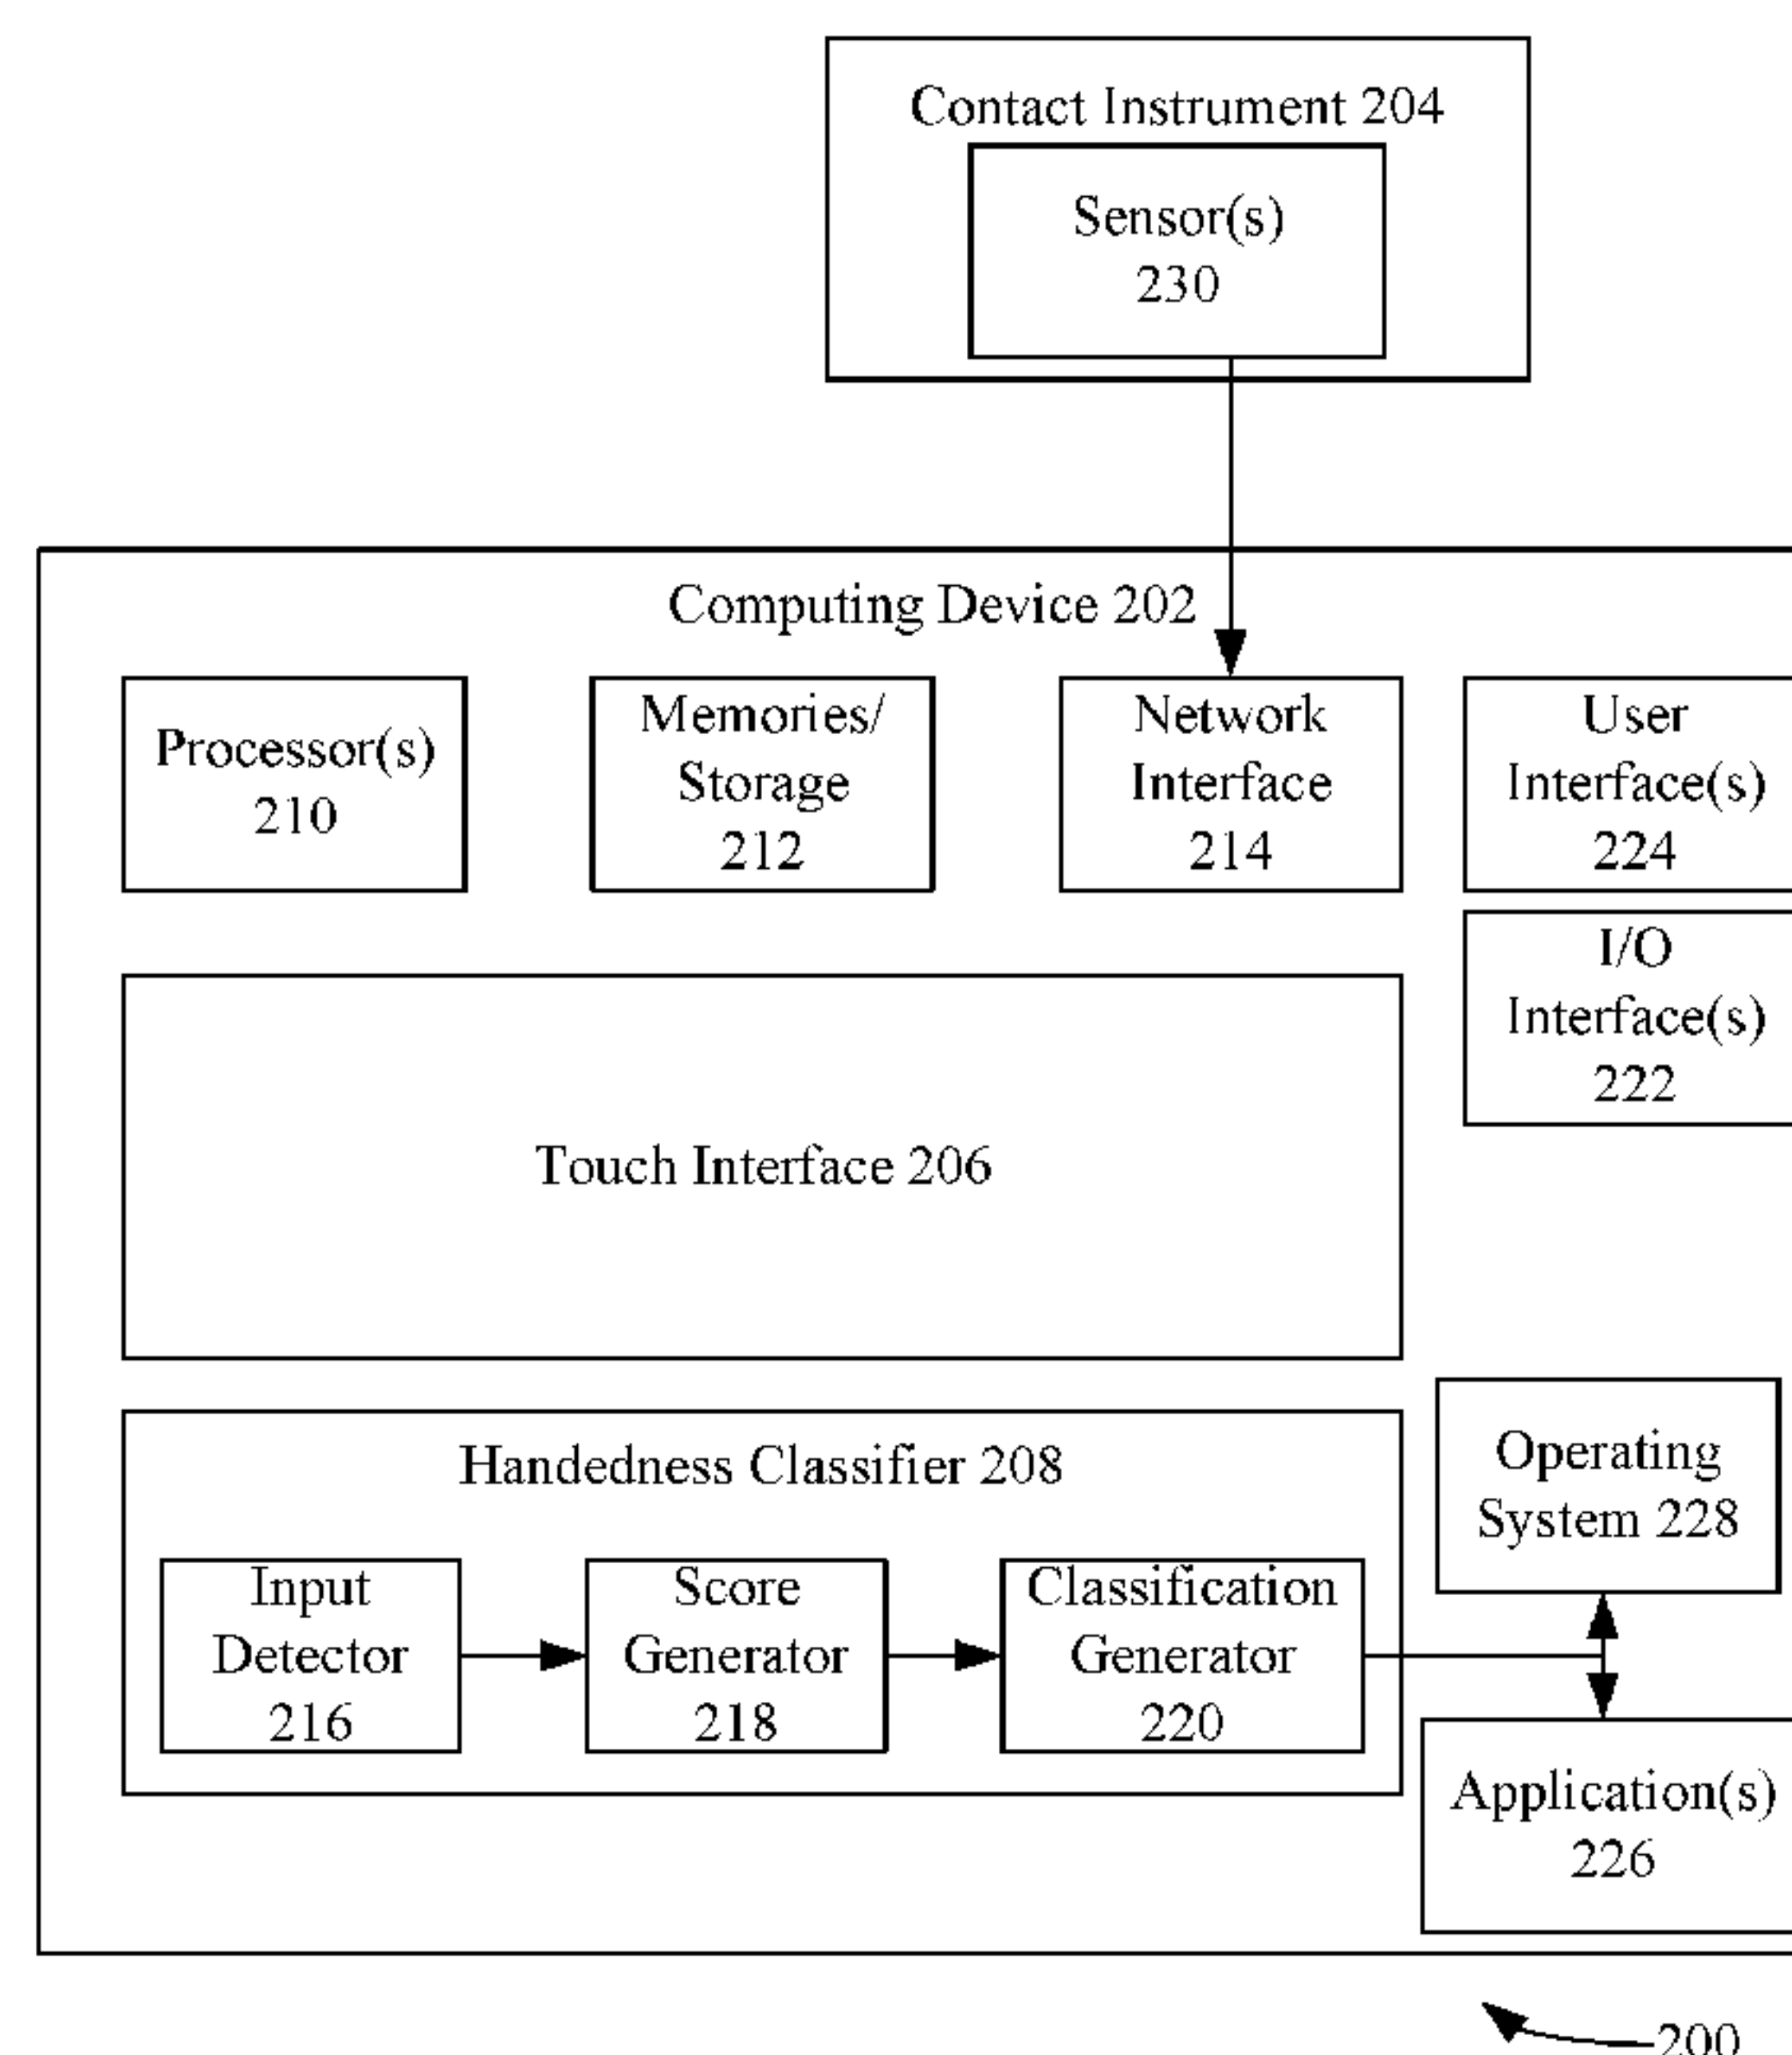 Contact Instrument 204
Sensor(s)
230
Computing Device 202
Processor(s)
210
Memories/
Storage
212
Network
Interface
214
User
Interface(s)
224
I/O
Interface(s)
222
Touch Interface 206
Handedness Classifier 208
Input
Detector
216
Score
Generator
218
Classification
Generator
220
Operating
System 228
Application(s)
226
200